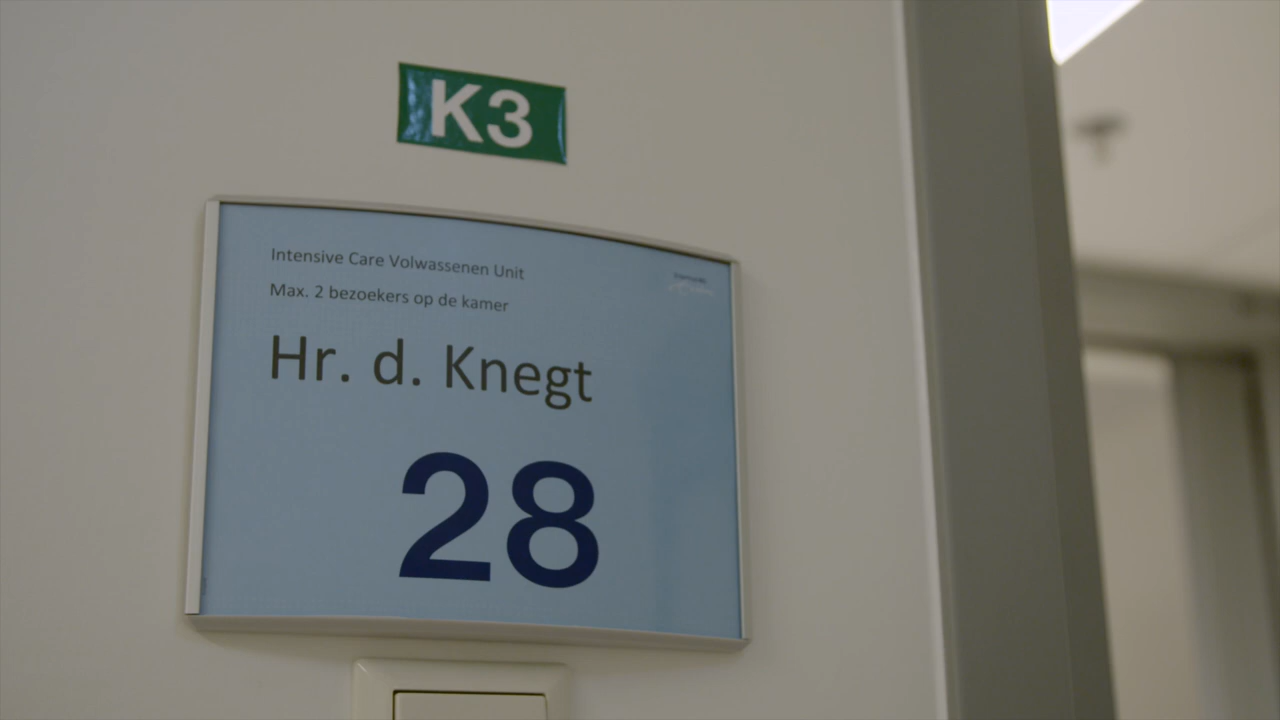 K3
Intensive Care Volwassenen Unit
Max. 2 bezoekers op de kamer
Hr. d. Knegt
28